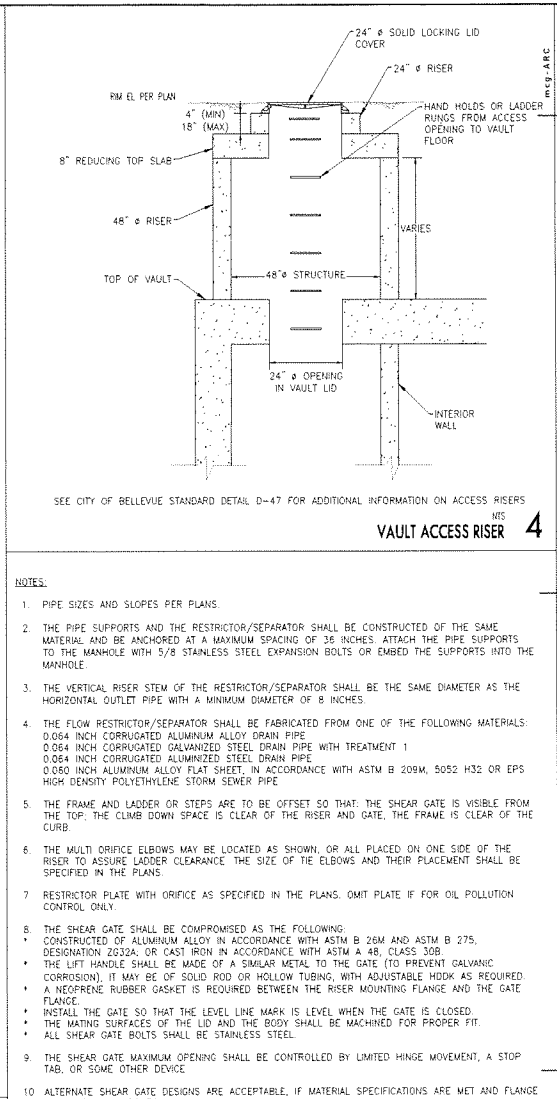 24" ø SOLID LOCKING LID
COVER
mcg-ARC
24" ø RISER
RIM EL PER PLAN
4" (MIN)
18" (MAX)
HAND HOLDS OR LADDER
RUNGS FROM ACCESS
OPENING TO VAULT
FLOOR
8" REDUCING TOP SLAB
48" ø RISER
VARIES
48"ø STRUCTURE
TOP OF VAULT
24" ø OPENING
IN VAULT LID
INTERIOR
WALL
SEE CITY OF BELLEVUE STANDARD DETAIL D-47 FOR ADDITIONAL INFORMATION ON ACCESS RISERS
NTS
VAULT ACCESS RISER 4
NOTES:
1. PIPE SIZES AND SLOPES PER PLANS.
2. THE PIPE SUPPORTS AND THE RESTRICTOR/SEPARATOR SHALL BE CONSTRUCTED OF THE SAME
MATERIAL AND BE ANCHORED AT A MAXIMUM SPACING OF 36 INCHES. ATTACH THE PIPE SUPPORTS
TO THE MANHOLE WITH 5/8 STAINLESS STEEL EXPANSION BOLTS OR EMBED THE SUPPORTS INTO THE
MANHOLE.
3. THE VERTICAL RISER STEM OF THE RESTRICTOR/SEPARATOR SHALL BE THE SAME DIAMETER AS THE
HORIZONTAL OUTLET PIPE WITH A MINIMUM DIAMETER OF 8 INCHES.
4. THE FLOW RESTRICTOR/SEPARATOR SHALL BE FABRICATED FROM ONE OF THE FOLLOWING MATERIALS:
0.064 INCH CORRUGATED ALUMINUM ALLOY DRAIN PIPE
0.064 INCH CORRUGATED GALVANIZED STEEL DRAIN PIPE WITH TREATMENT 1
0.064 INCH CORRUGATED ALUMINIZED STEEL DRAIN PIPE
0.060 INCH ALUMINUM ALLOY FLAT SHEET, IN ACCORDANCE WITH ASTM B 209M, 5052 H32 OR EPS
HIGH DENSITY POLYETHYLENE STORM SEWER PIPE
5. THE FRAME AND LADDER OR STEPS ARE TO BE OFFSET SO THAT: THE SHEAR GATE IS VISIBLE FROM
THE TOP; THE CLIMB DOWN SPACE IS CLEAR OF THE RISER AND GATE, THE FRAME IS CLEAR OF THE
CURB.
6. THE MULTI ORIFICE ELBOWS MAY BE LOCATED AS SHOWN, OR ALL PLACED ON ONE SIDE OF THE
RISER TO ASSURE LADDER CLEARANCE THE SIZE OF TIE ELBOWS AND THEIR PLACEMENT SHALL BE
SPECIFIED IN THE PLANS.
7 RESTRICTOR PLATE WITH ORIFICE AS SPECIFIED IN THE PLANS. OMIT PLATE IF FOR OIL POLLUTION
CONTROL ONLY.
8. THE SHEAR GATE SHALL BE COMPROMISED AS THE FOLLOWING:
* CONSTRUCTED OF ALUMINUM ALLOY IN ACCORDANCE WITH ASTM B 26M AND ASTM B 275,
DESIGNATION ZG32A; OR CAST IRON IN ACCORDANCE WITH ASTM A 48, CLASS 30B.
* THE LIFT HANDLE SHALL BE MADE OF A SIMILAR METAL TO THE GATE (TO PREVENT GALVANIC
CORROSION), IT MAY BE OF SOLID ROD OR HOLLOW TUBING, WITH ADJUSTABLE HOOK AS REQUIRED.
* A NEOPRENE RUBBER GASKET IS REQUIRED BETWEEN THE RISER MOUNTING FLANGE AND THE GATE
FLANGE.
* INSTALL THE GATE SO THAT THE LEVEL LINE MARK IS LEVEL WHEN THE GATE IS CLOSED.
* THE MATING SURFACES OF THE LID AND THE BODY SHALL BE MACHINED FOR PROPER FIT.
* ALL SHEAR GATE BOLTS SHALL BE STAINLESS STEEL.
9. THE SHEAR GATE MAXIMUM OPENING SHALL BE CONTROLLED BY LIMITED HINGE MOVEMENT, A STOP
TAB, OR SOME OTHER DEVICE
10 ALTERNATE SHEAR GATE DESIGNS ARE ACCEPTABLE, IF MATERIAL SPECIFICATIONS ARE MET AND FLANGE